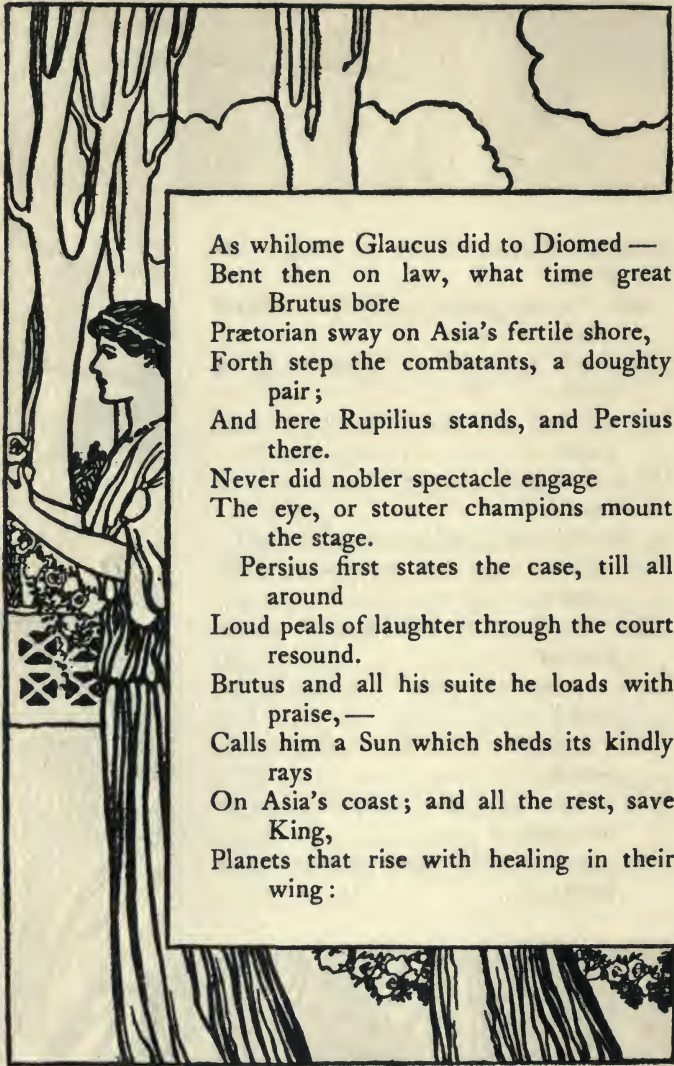 As whilome Glaucus did to Diomed —
Bent then on law, what time great
Brutus bore
Prætorian sway on Asia's fertile shore,
Forth step the combatants, a doughty
pair;
And here Rupilius stands, and Persius
there.
Never did nobler spectacle engage
The eye, or stouter champions mount
the stage.
Persius first states the case, till all
around
Loud peals of laughter through the court
resound.
Brutus and all his suite he loads with
praise, —
Calls him a Sun which sheds its kindly
rays
On Asia's coast; and all the rest, save
King,
Planets that rise with healing in their
wing: